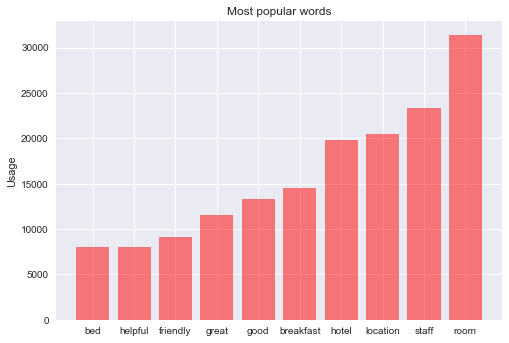 Most popular words
30000
25000
20000
15000
10000
5000
0
Usage
bed helpful friendly great good breakfast hotel location staff room